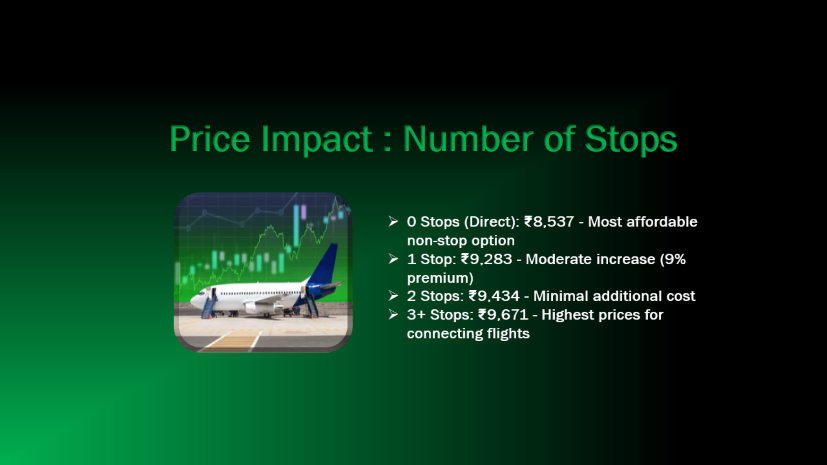 Price Impact : Number of Stops
➢ 0 Stops (Direct): ₹8,537 - Most affordable
non-stop option
➢ 1 Stop: ₹9,283 - Moderate increase (9%
premium)
➢ 2 Stops: ₹9,434 - Minimal additional cost
➢ 3+ Stops: ₹9,671 - Highest prices for
connecting flights